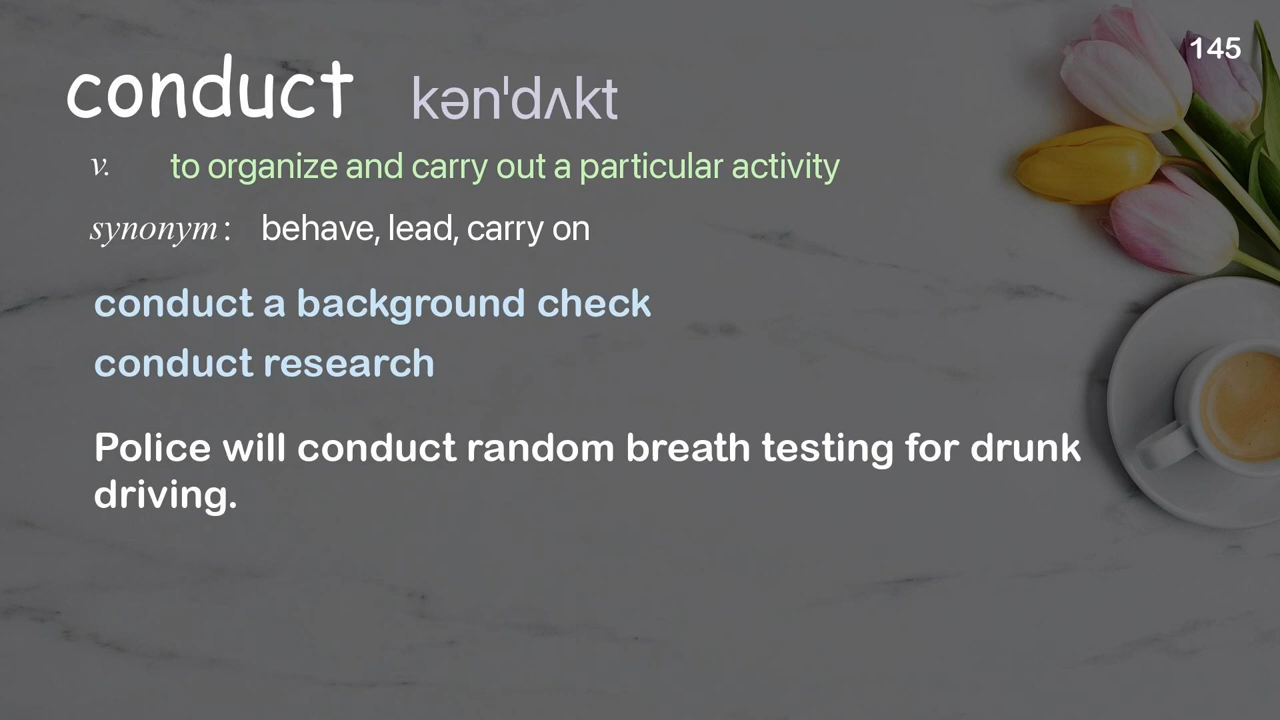 145
conduct kən'dʌkt
v. to organize and carry out a particular activity
synonym: behave, lead, carry on
conduct a background check
conduct research
Police will conduct random breath testing for drunk
driving.